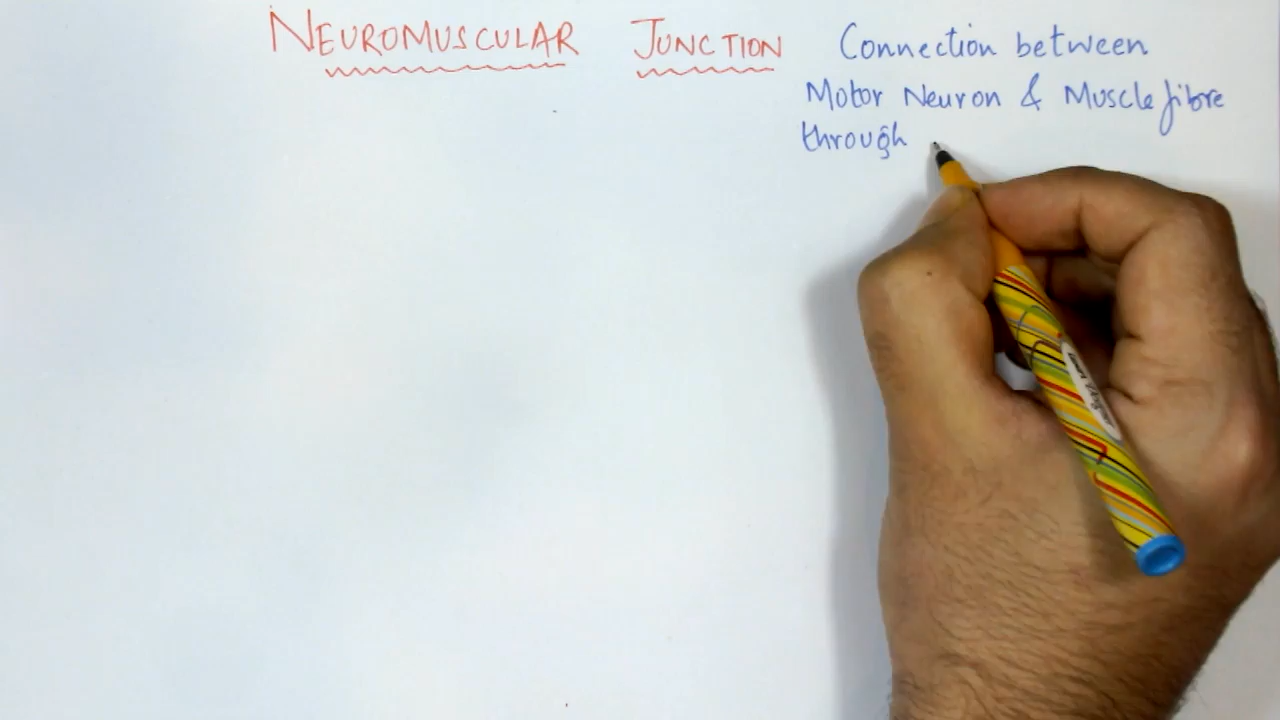 NEUROMUSCULAR JUNCTION
Connection between
Motor Neuron & Muscle fibre
through